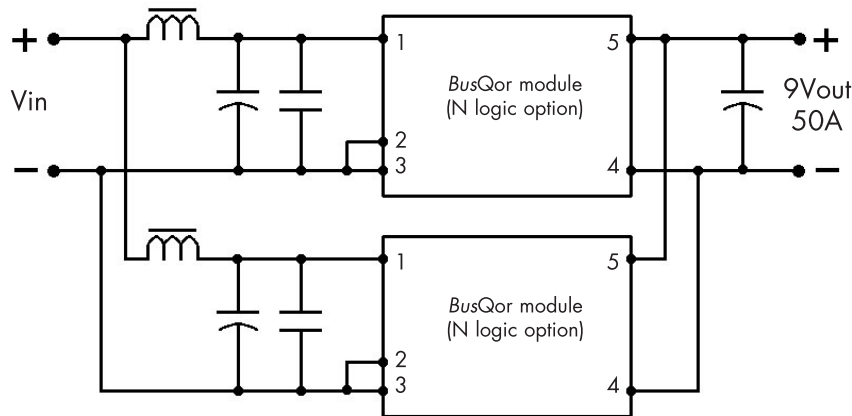 +
1
5
+
BusQor module
(N logic option)
Vin
9Vout
50A
2
−
3
4
−
1
5
BusQor module
(N logic option)
2
3
4